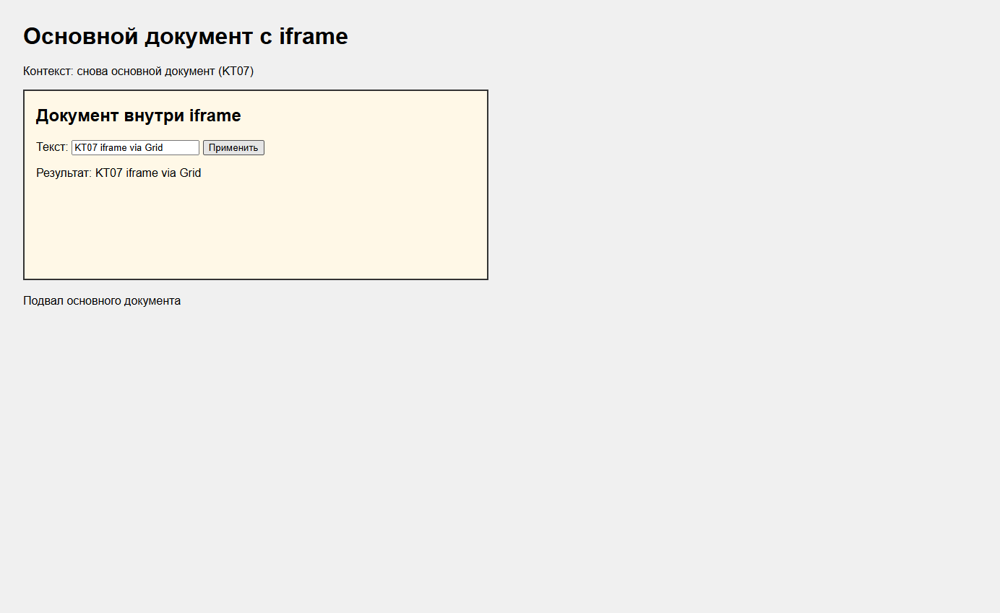 Основной документ с iframe
Контекст: снова основной документ (KT07)
Документ внутри iframe
Текст: KT07 iframe via Grid Применить
Результат: KT07 iframe via Grid
Подвал основного документа